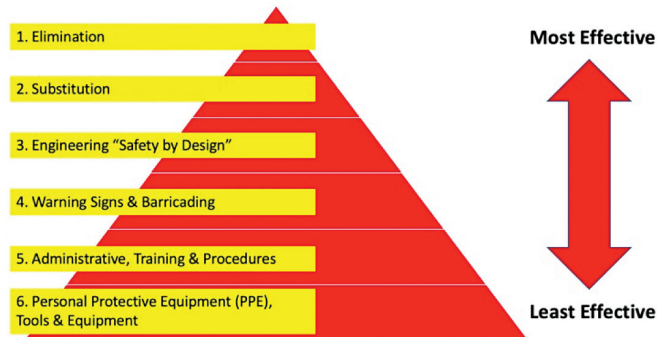 1. Elimination
Most Effective
2. Substitution
3. Engineering “Safety by Design”
4. Warning Signs & Barricading
5. Administrative, Training & Procedures
6. Personal Protective Equipment (PPE),
Tools & Equipment
Least Effective